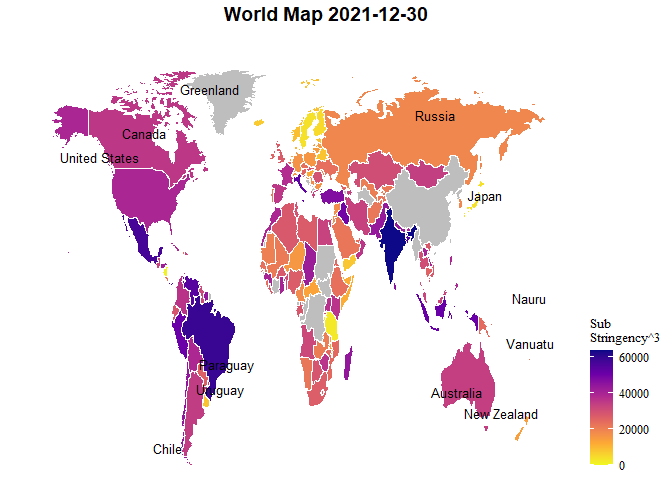 World Map 2021-12-30
Greenland
Russia
Canada
United States
Japan
Nauru
Vanuatu
Paraguay
Uruguay
Australia
New Zealand
Chile
Sub
Stringency^3
60000
40000
20000
0